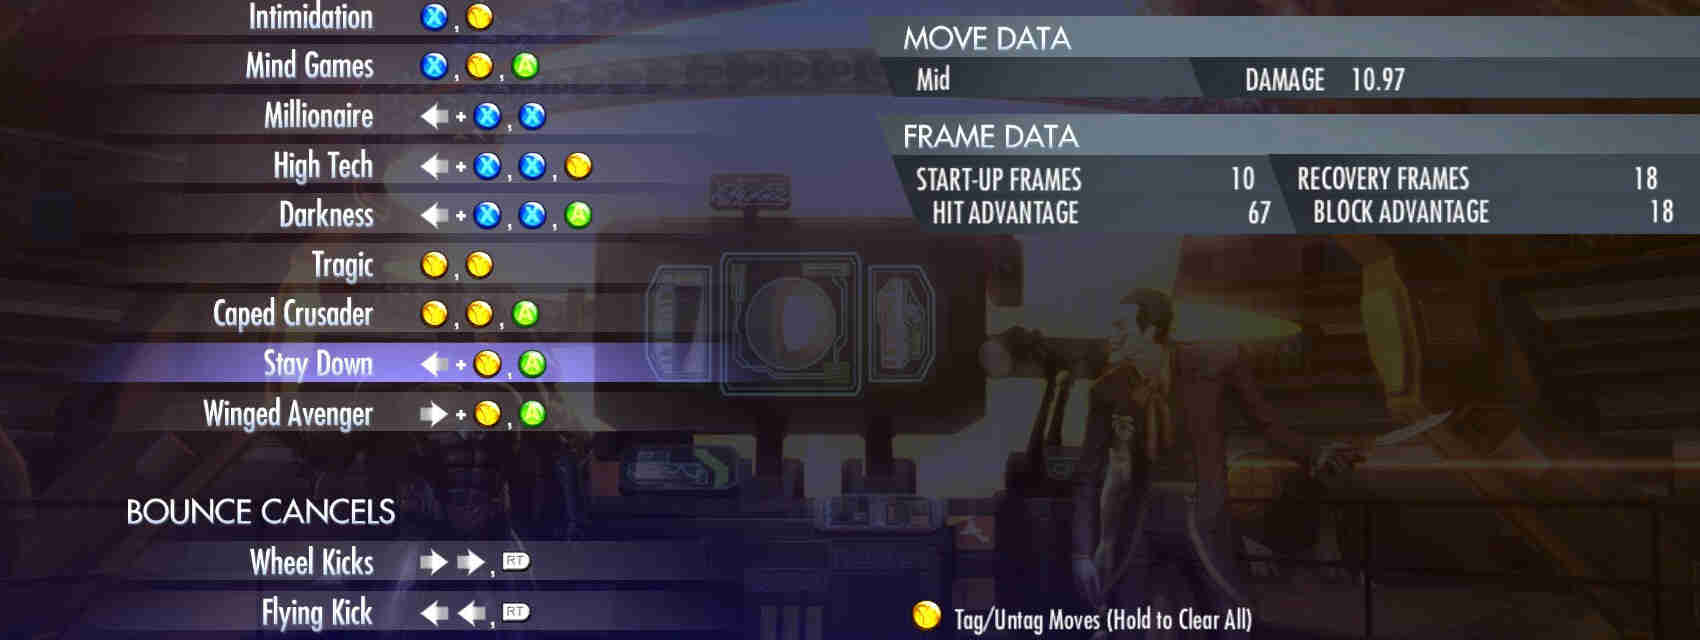 Intimidation X , Y
Mind Games X , Y , A
Millionaire + X , X
High Tech + X , X , Y
Darkness + X , X , A
Tragic Y , Y
Caped Crusader Y , Y , A
Stay Down + Y , A
Winged Avenger + Y , A
BOUNCE CANCELS
Wheel Kicks , RT
Flying Kick , RT
MOVE DATA
Mid DAMAGE 10.97
FRAME DATA
START-UP FRAMES 10 RECOVERY FRAMES 18
HIT ADVANTAGE 67 BLOCK ADVANTAGE 18
Y Tag/Untag Moves (Hold to Clear All)